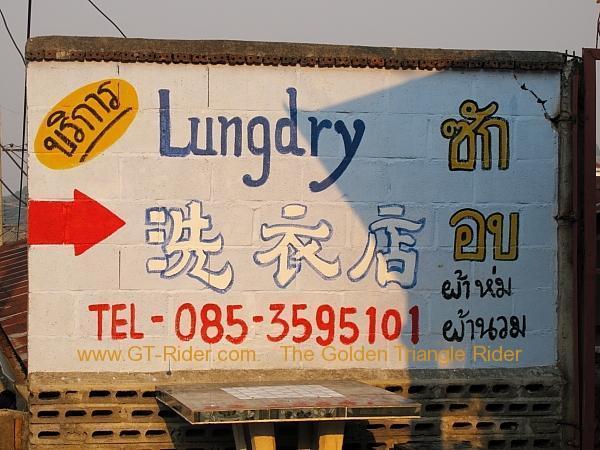 บริการ
Lungdry
洗衣店
TEL-085-3595101
ซัก
อบ
ผ้าห่ม
ผ้านวม
www.GT-Rider.com. The Golden Triangle Rider